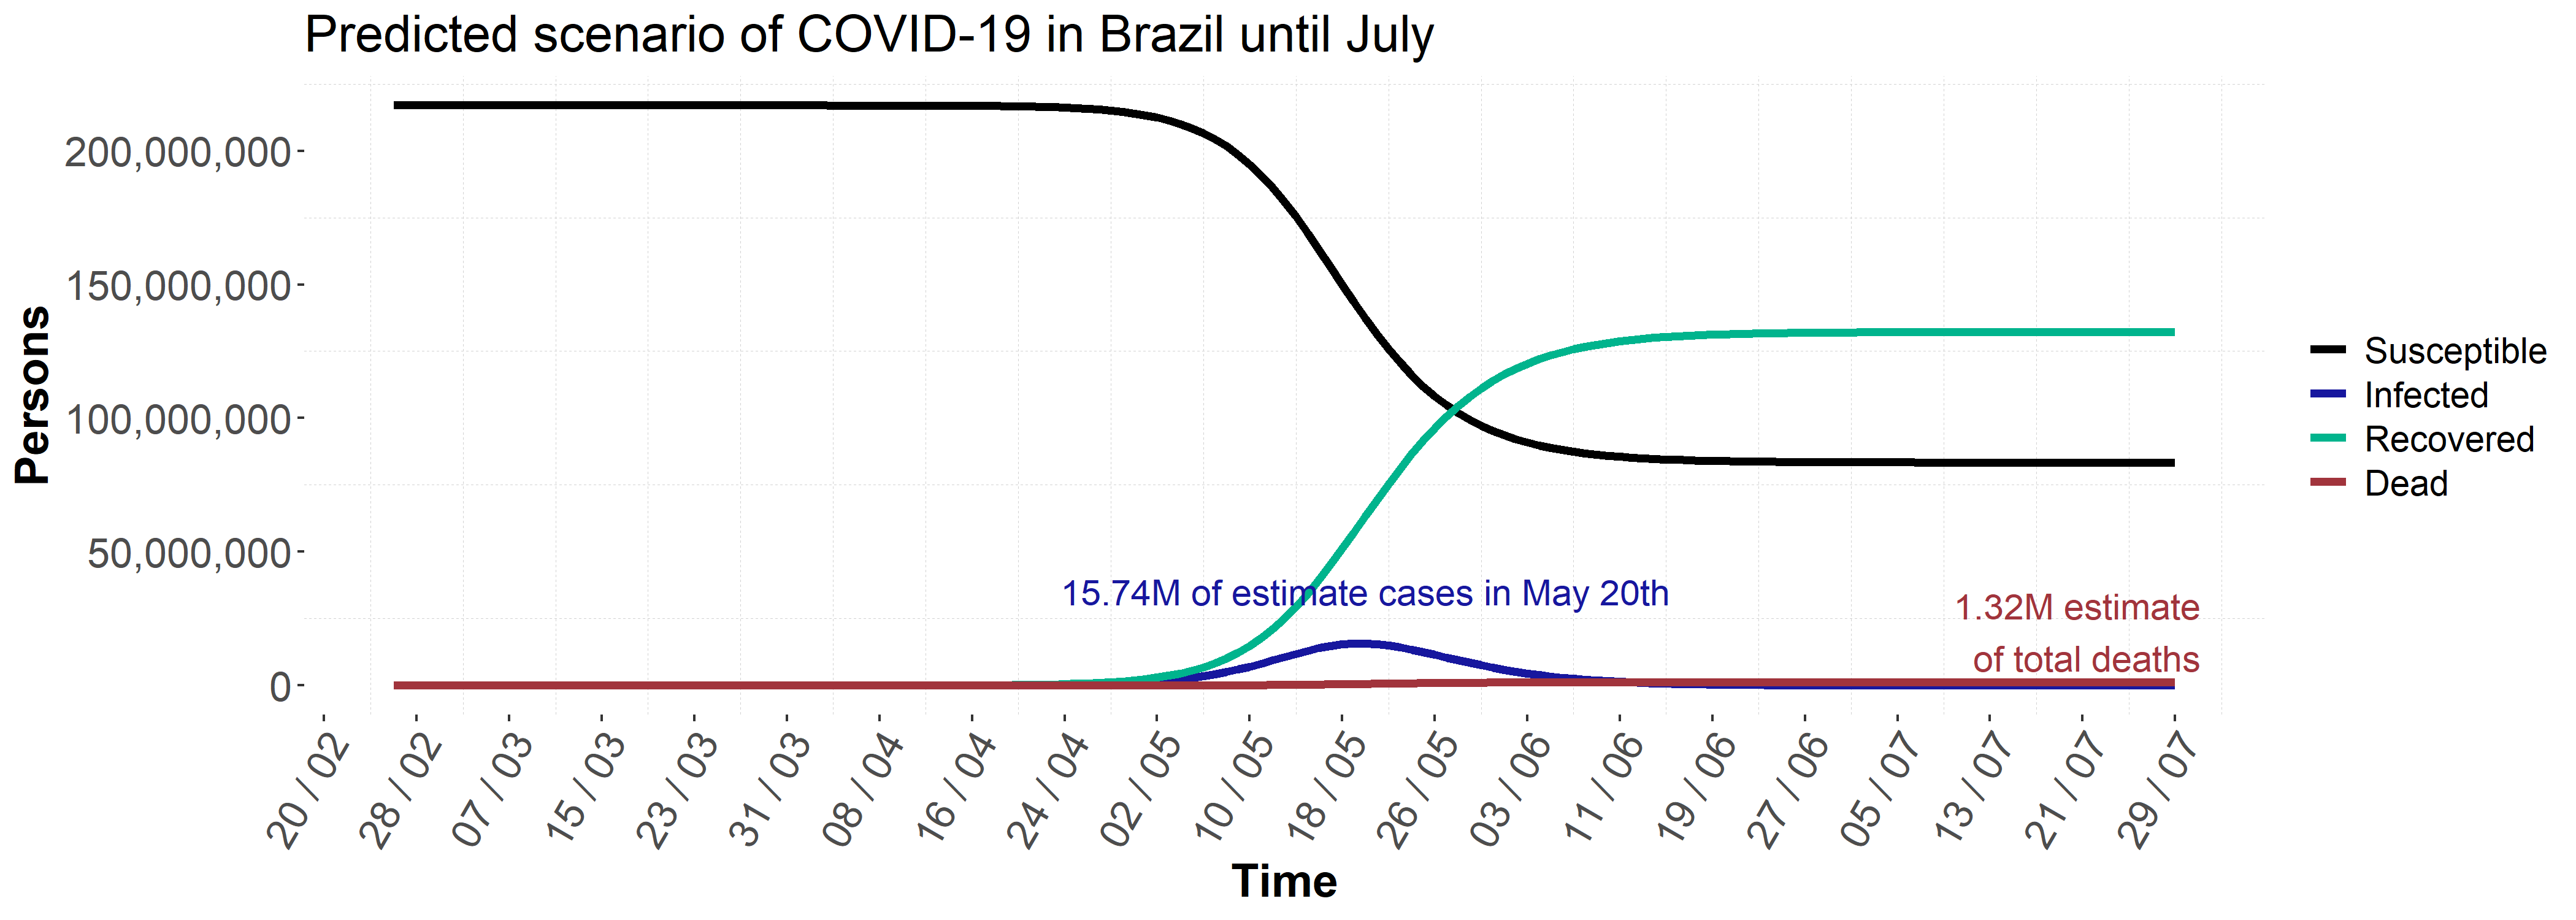 Predicted scenario of COVID-19 in Brazil until July
Persons
200,000,000
150,000,000
100,000,000
50,000,000
0
15.74M of estimate cases in May 20th
1.32M estimate
of total deaths
Susceptible
Infected
Recovered
Dead
20 / 02
28 / 02
07 / 03
15 / 03
23 / 03
31 / 03
08 / 04
16 / 04
24 / 04
02 / 05
10 / 05
18 / 05
26 / 05
03 / 06
11 / 06
19 / 06
27 / 06
05 / 07
13 / 07
21 / 07
29 / 07
Time